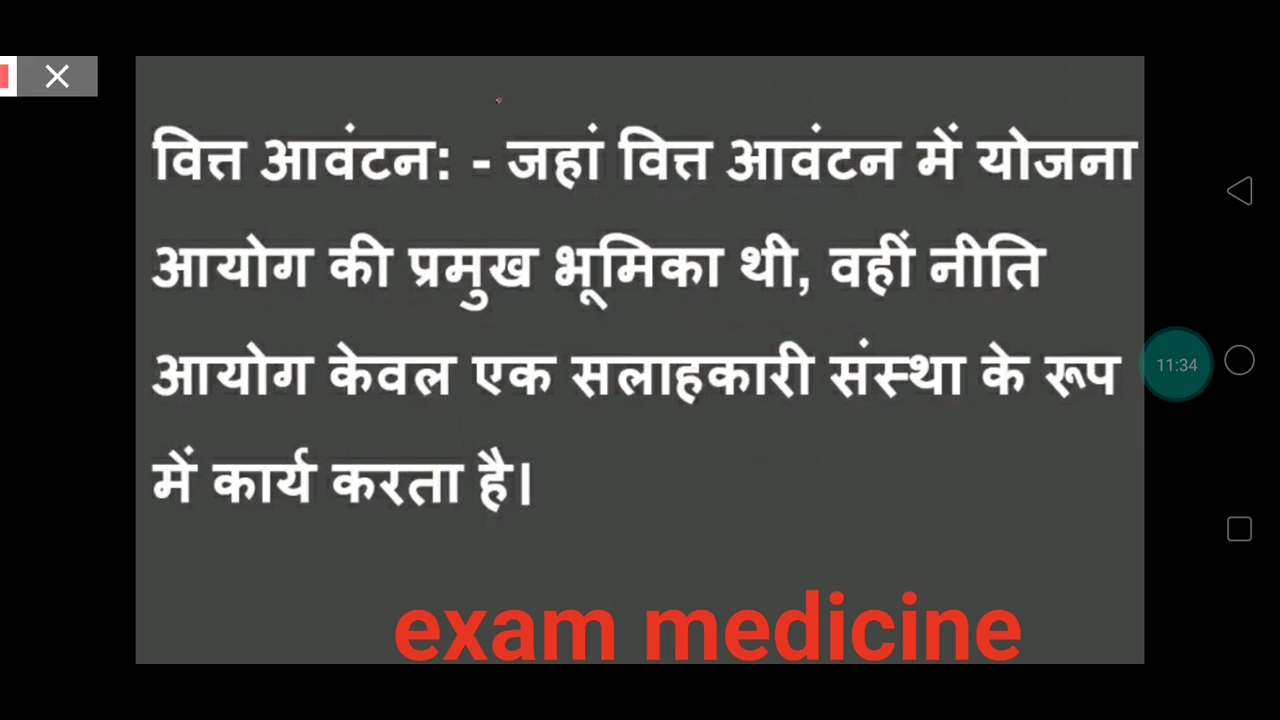 वित्त आवंटन: - जहां वित्त आवंटन में योजना
आयोग की प्रमुख भूमिका थी, वहीं नीति
आयोग केवल एक सलाहकारी संस्था के रूप
में कार्य करता है।
11:34
exam medicine